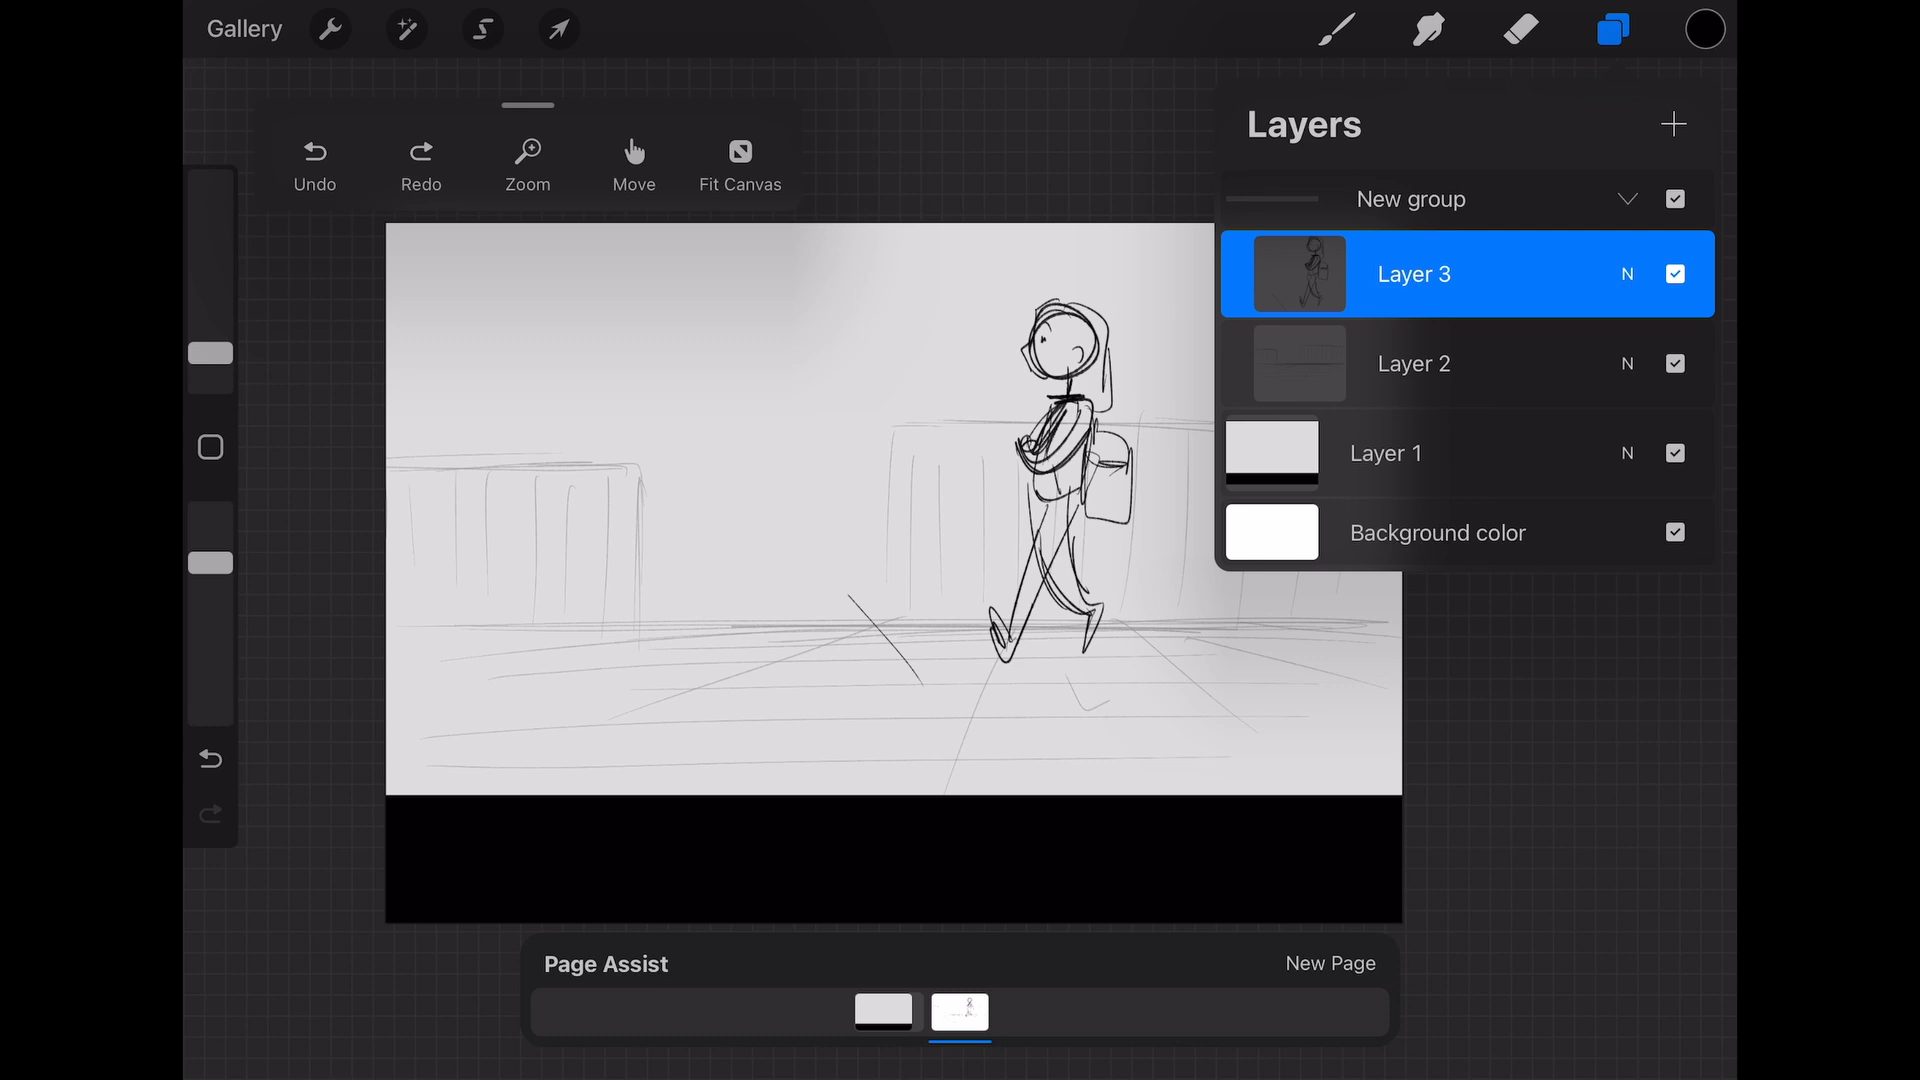 Gallery
Undo
Redo
Zoom
Move
Fit Canvas
Layers
New group
Layer 3 N
Layer 2 N
Layer 1 N
Background color
Page Assist
New Page